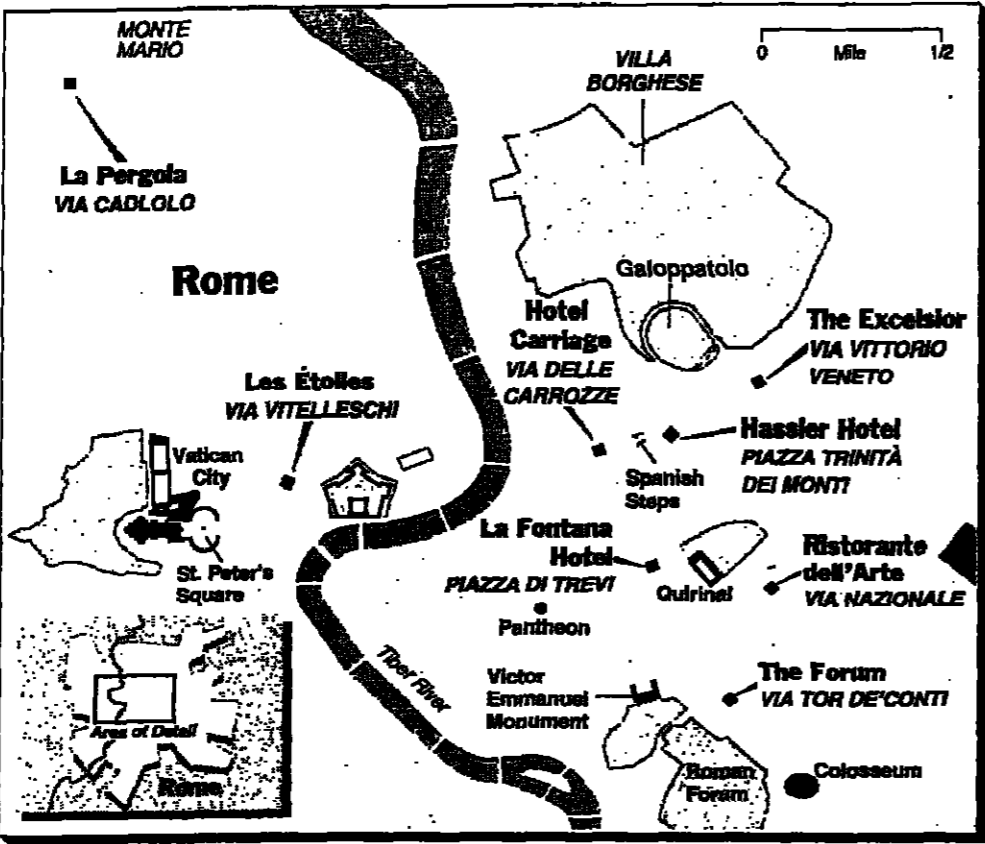 MONTE
MARIO
VILLA
BORGHESE
0 Mile 1/2
La Pergola
VIA CADLOLO
Rome
Galoppatoio
Hotel
Carriage
VIA DELLE
CARROZZE
The Excelsior
VIA VITTORIO
VENETO
Les Étoiles
VIA VITELLESCHI
Hassler Hotel
PIAZZA TRINITÀ
DEI MONTI
Vatican
City
Spanish
Steps
La Fontana
Hotel
PIAZZA DI TREVI
Quirinal
Ristorante
dell'Arte
VIA NAZIONALE
St. Peter's
Square
Pantheon
Tiber River
Victor
Emmanuel
Monument
The Forum
VIA TOR DE'CONTI
Area of Detail
Rome
Roman
Forum
Colosseum